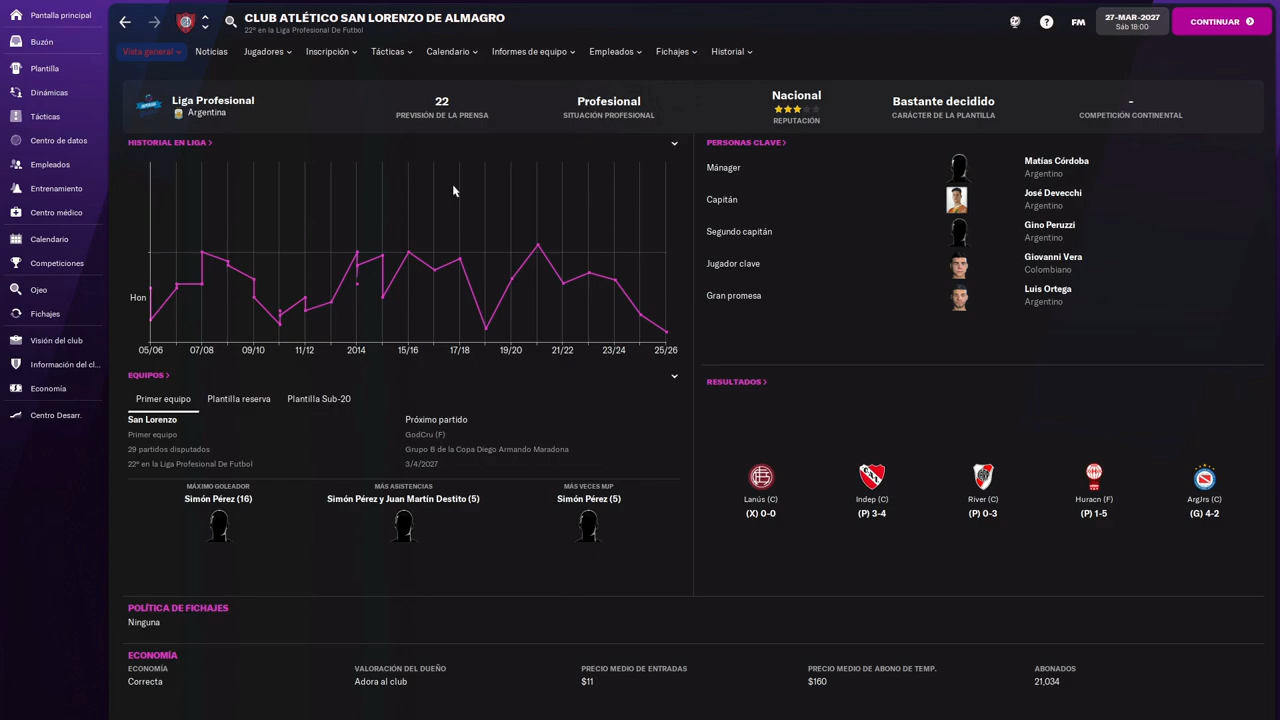 Pantalla principal
Buzón
Plantilla
Dinámicas
Tácticas
Centro de datos
Empleados
Entrenamiento
Centro médico
Calendario
Competiciones
Ojeo
Fichajes
Visión del club
Información del cl...
Economía
Centro Desarr.
CLUB ATLÉTICO SAN LORENZO DE ALMAGRO
22º en la Liga Profesional De Futbol
FM
27-MAR-2027
Sáb 18:00
CONTINUAR
Vista general
Noticias
Jugadores
Inscripción
Tácticas
Calendario
Informes de equipo
Empleados
Fichajes
Historial
Liga Profesional
Argentina
22
PREVISIÓN DE LA PRENSA
Profesional
SITUACIÓN PROFESIONAL
Nacional
REPUTACIÓN
Bastante decidido
CARÁCTER DE LA PLANTILLA
-
COMPETICIÓN CONTINENTAL
HISTORIAL EN LIGA >
Hon
05/06 07/08 09/10 11/12 2014 15/16 17/18 19/20 21/22 23/24 25/26
PERSONAS CLAVE >
Mánager
Matías Córdoba
Argentino
Capitán
José Devecchi
Argentino
Segundo capitán
Gino Peruzzi
Argentino
Jugador clave
Giovanni Vera
Colombiano
Gran promesa
Luis Ortega
Argentino
EQUIPOS >
Primer equipo
Plantilla reserva
Plantilla Sub-20
San Lorenzo
Primer equipo
29 partidos disputados
22º en la Liga Profesional De Futbol
Próximo partido
GodCru (F)
Grupo B de la Copa Diego Armando Maradona
3/4/2027
MÁXIMO GOLEADOR
Simón Pérez (16)
MÁS ASISTENCIAS
Simón Pérez y Juan Martín Destito (5)
MÁS VECES MJP
Simón Pérez (5)
RESULTADOS >
Lanús (C)
(X) 0-0
Indep (C)
(P) 3-4
River (C)
(P) 0-3
Huracn (F)
(P) 1-5
ArgJrs (C)
(G) 4-2
POLÍTICA DE FICHAJES
Ninguna
ECONOMÍA
ECONOMÍA
Correcta
VALORACIÓN DEL DUEÑO
Adora al club
PRECIO MEDIO DE ENTRADAS
$11
PRECIO MEDIO DE ABONO DE TEMP.
$160
ABONADOS
21,034